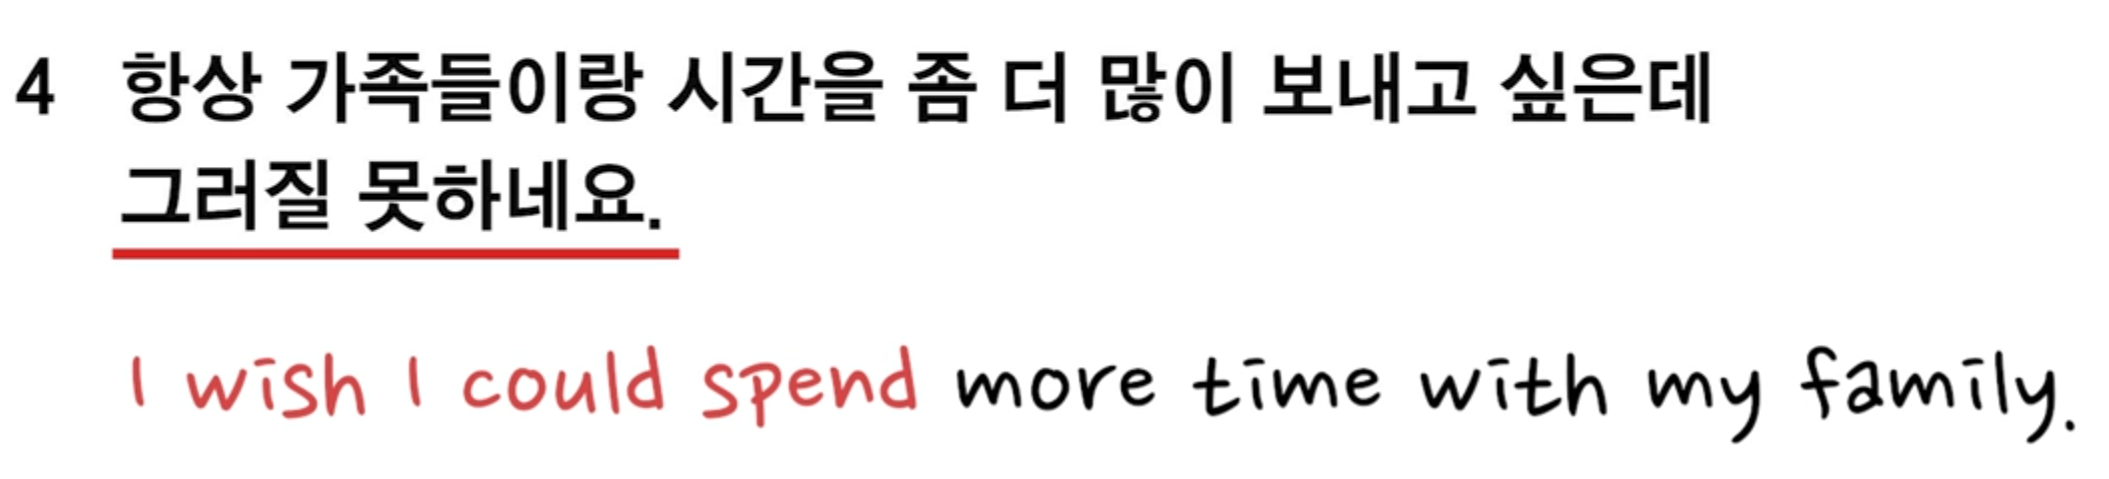 4 항상 가족들이랑 시간을 좀 더 많이 보내고 싶은데
그러질 못하네요.
I wish I could spend more time with my family.